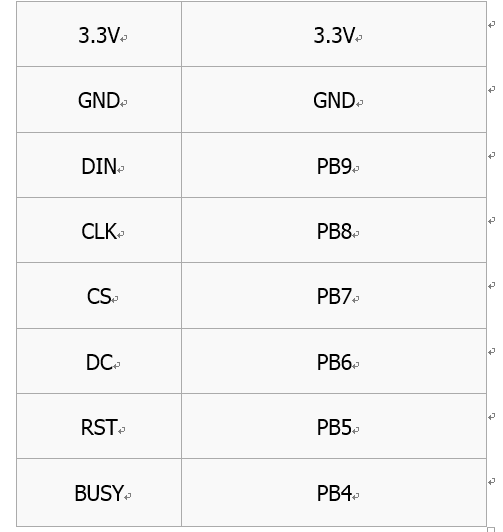 3.3V 3.3V
GND GND
DIN PB9
CLK PB8
CS PB7
DC PB6
RST PB5
BUSY PB4